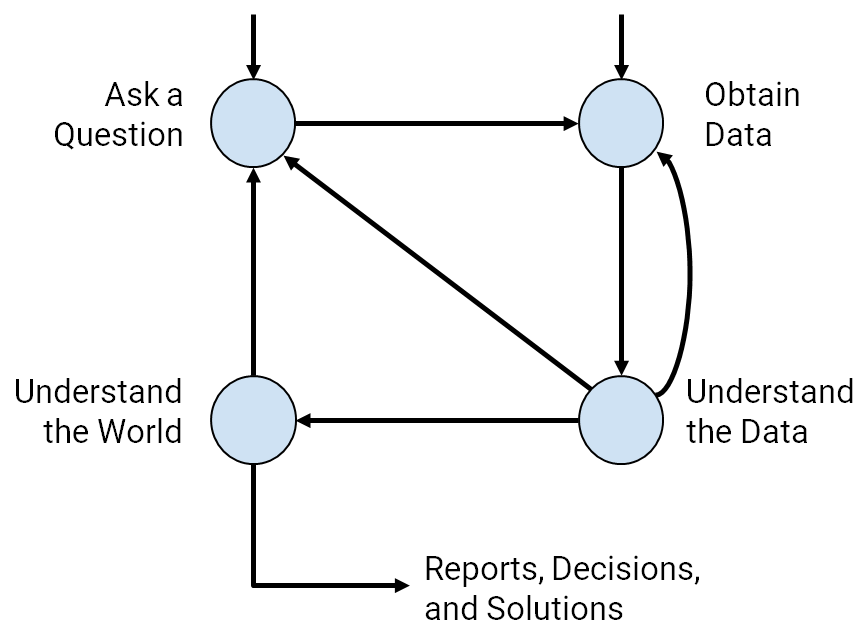 Ask a
Question
Obtain
Data
Understand
the World
Understand
the Data
Reports, Decisions,
and Solutions